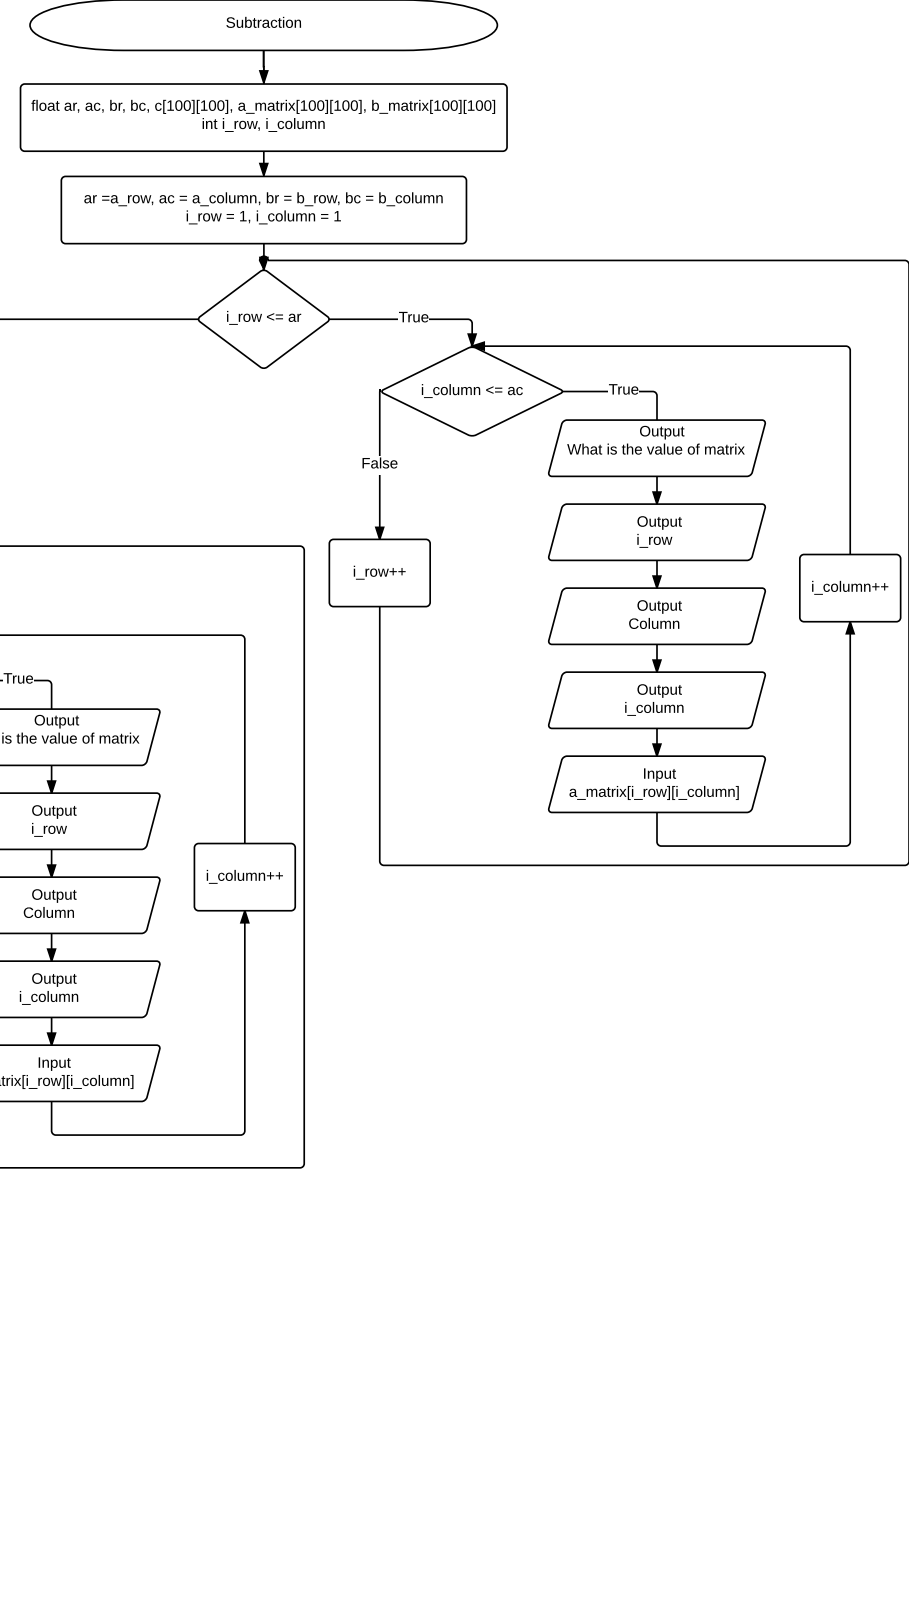 Subtraction
float ar, ac, br, bc, c[100][100], a_matrix[100][100], b_matrix[100][100]
int i_row, i_column
ar =a_row, ac = a_column, br = b_row, bc = b_column
i_row = 1, i_column = 1
i_row <= ar
True
i_column <= ac
True
False
Output
What is the value of matrix
Output
i_row
Output
Column
Output
i_column
Input
a_matrix[i_row][i_column]
i_column++
i_row++
True
Output
is the value of matrix
Output
i_row
Output
Column
Output
i_column
Input
trix[i_row][i_column]
i_column++